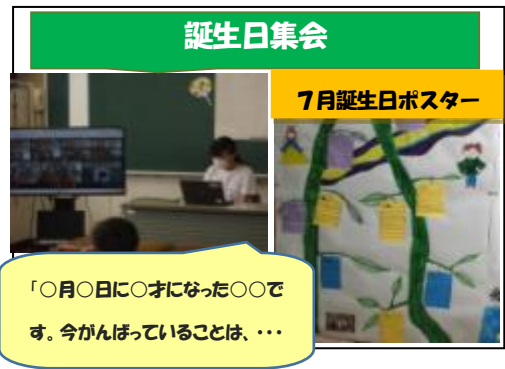 誕生日集会
7月誕生日ポスター
「○月○日に○才になった○○で
す。今がんばっていることは、・・・